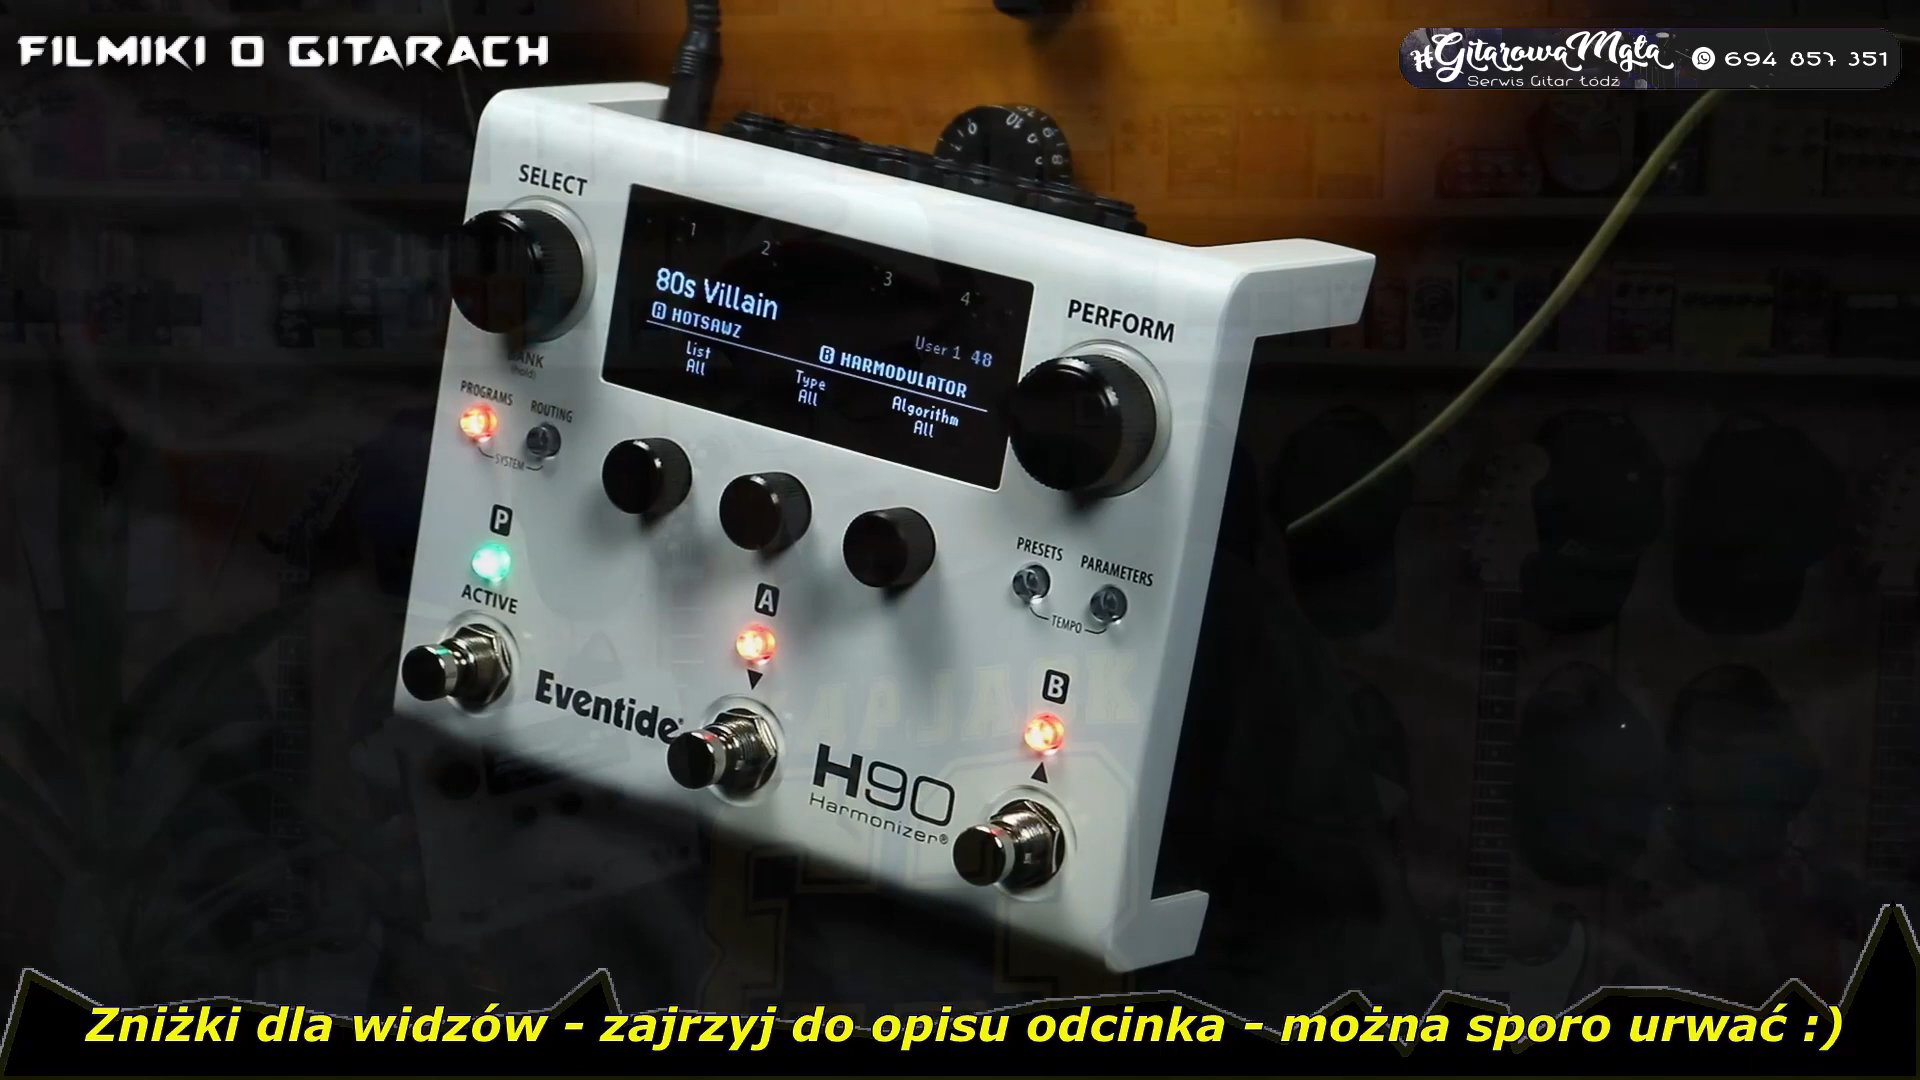 FILMIKI O GITARACH
#GitarowaMgła
694 857 351
Serwis Gitar Łódź
SELECT
1 2 3 4
80s Villain
User 1 48
A HOTSAWZ
B HARMODULATOR
List
All
Type
All
Algorithm
All
PERFORM
BANK
(hold)
PROGRAMS
ROUTING
SYSTEM
P
ACTIVE
A
PRESETS
PARAMETERS
TEMPO
B
Eventide
H90
Harmonizer®
Zniżki dla widzów - zajrzyj do opisu odcinka - można sporo urwać :)